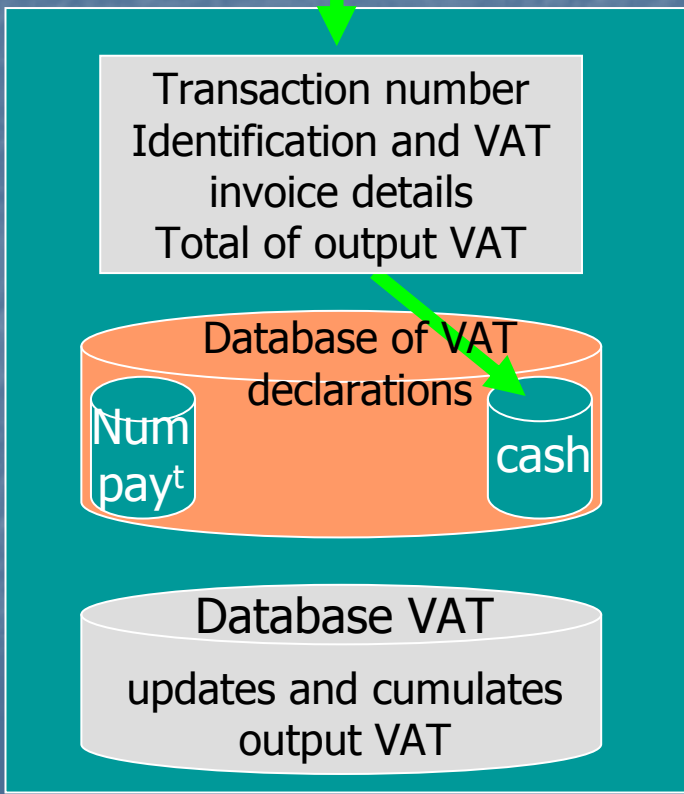 Transaction number
Identification and VAT
invoice details
Total of output VAT
Database of VAT
declarations
Num
payᵗ
cash
Database VAT
updates and cumulates
output VAT